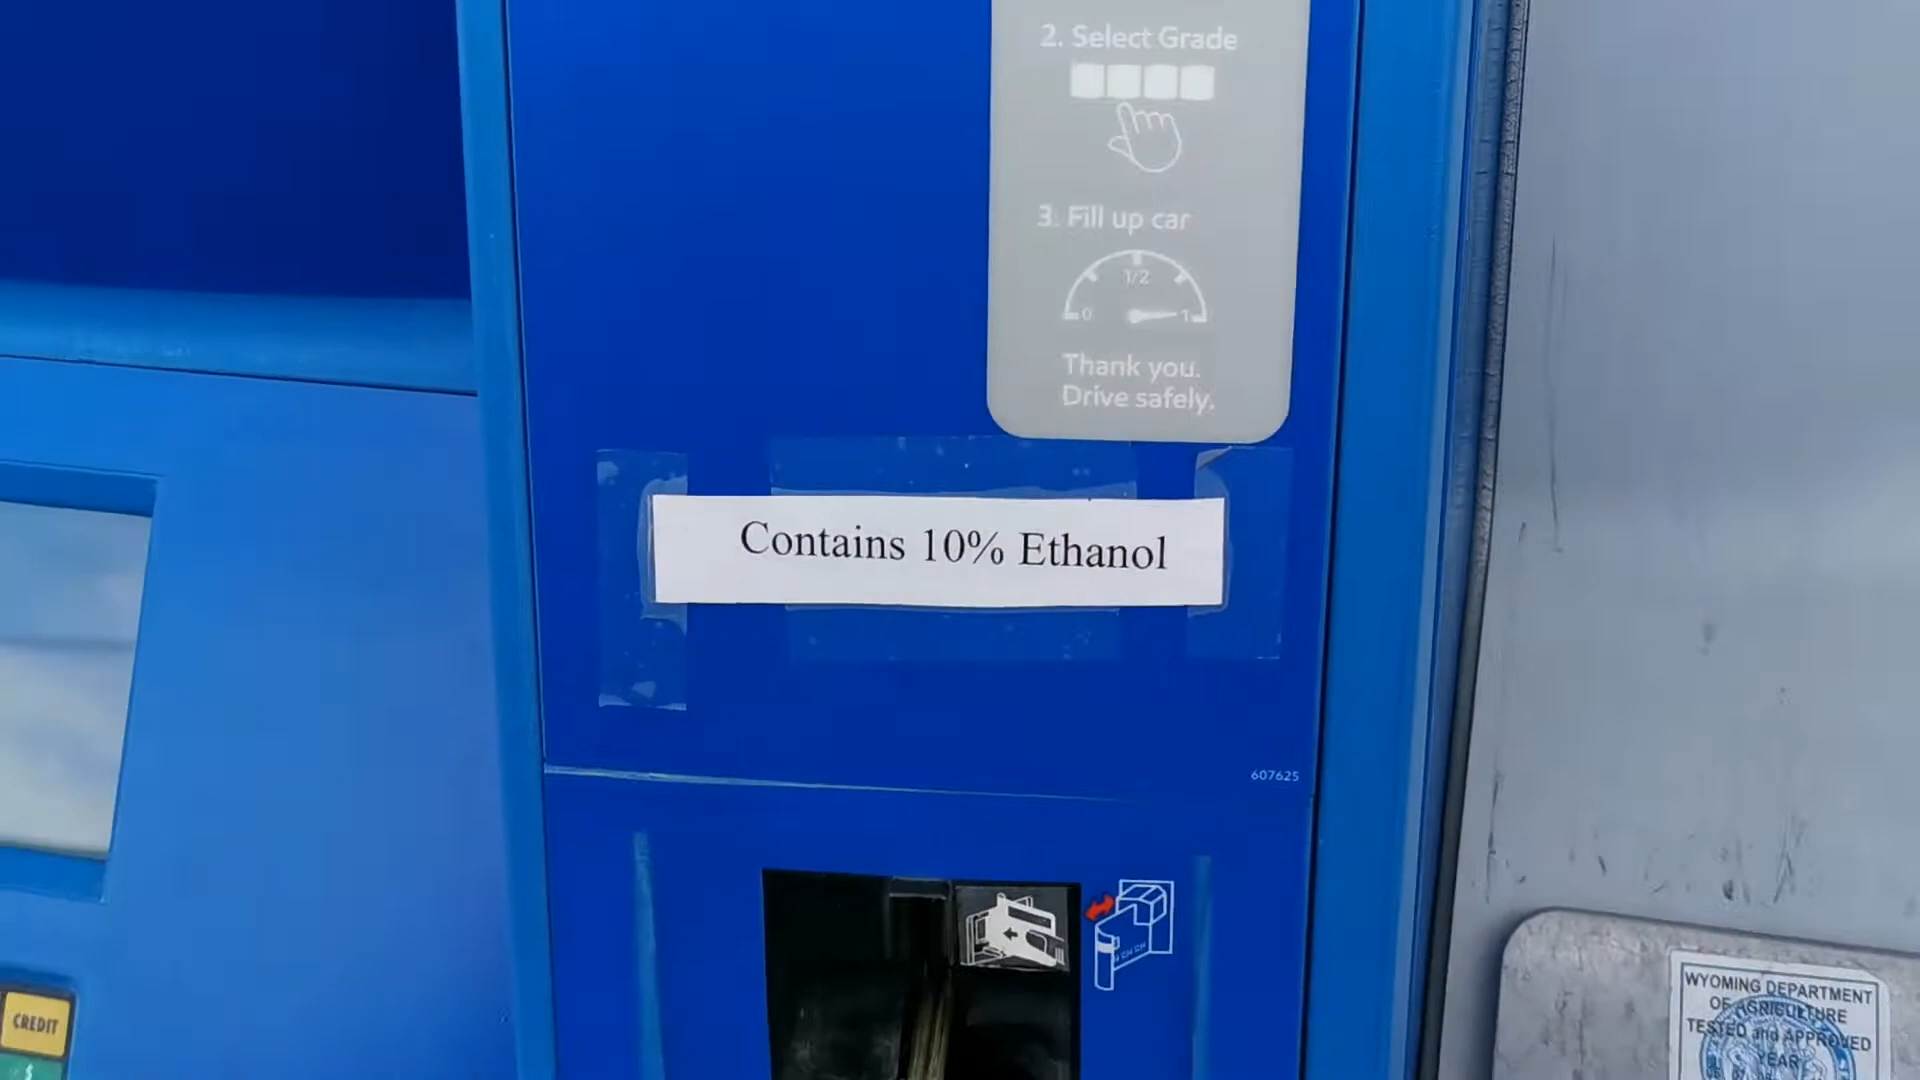 2. Select Grade
3. Fill up car
1/2
0 1
Thank you.
Drive safely.
Contains 10% Ethanol
607625
CREDIT
$
WYOMING DEPARTMENT
OF AGRICULTURE
TESTED and APPROVED
YEAR